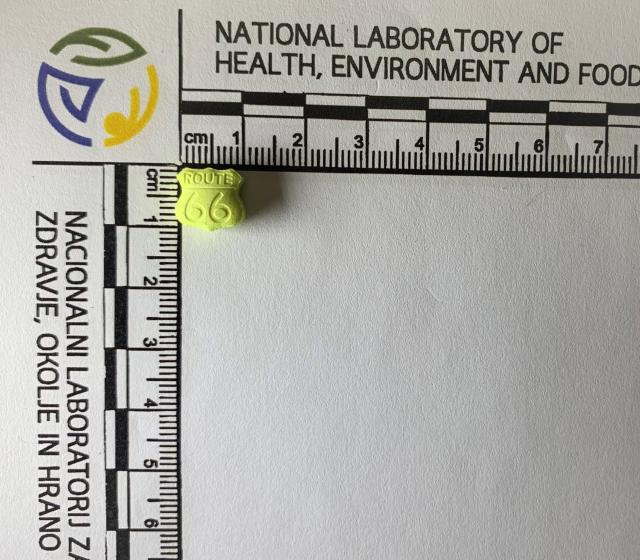 NATIONAL LABORATORY OF
HEALTH, ENVIRONMENT AND FOOD
cm 1 2 3 4 5 6 7
cm 1 2 3 4 5 6
ROUTE
66
NACIONALNI LABORATORIJ ZA
ZDRAVJE, OKOLJE IN HRANO